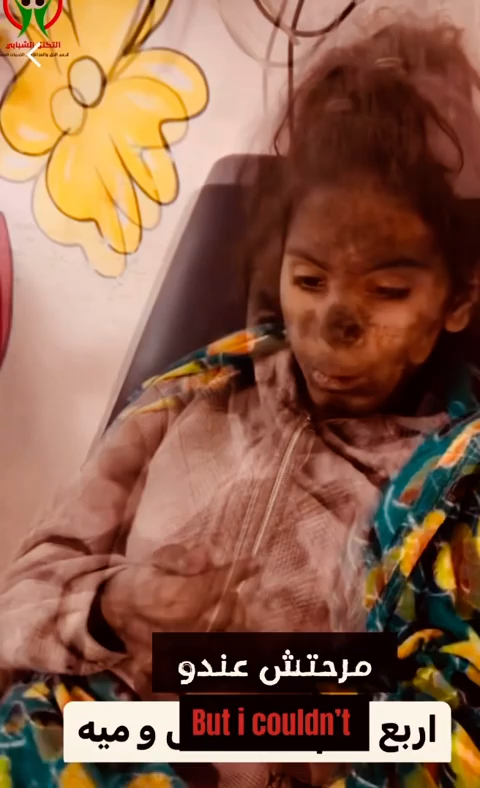 التكتل الشبابي
مرحتش عندو
But i couldn't
اربع و ميه